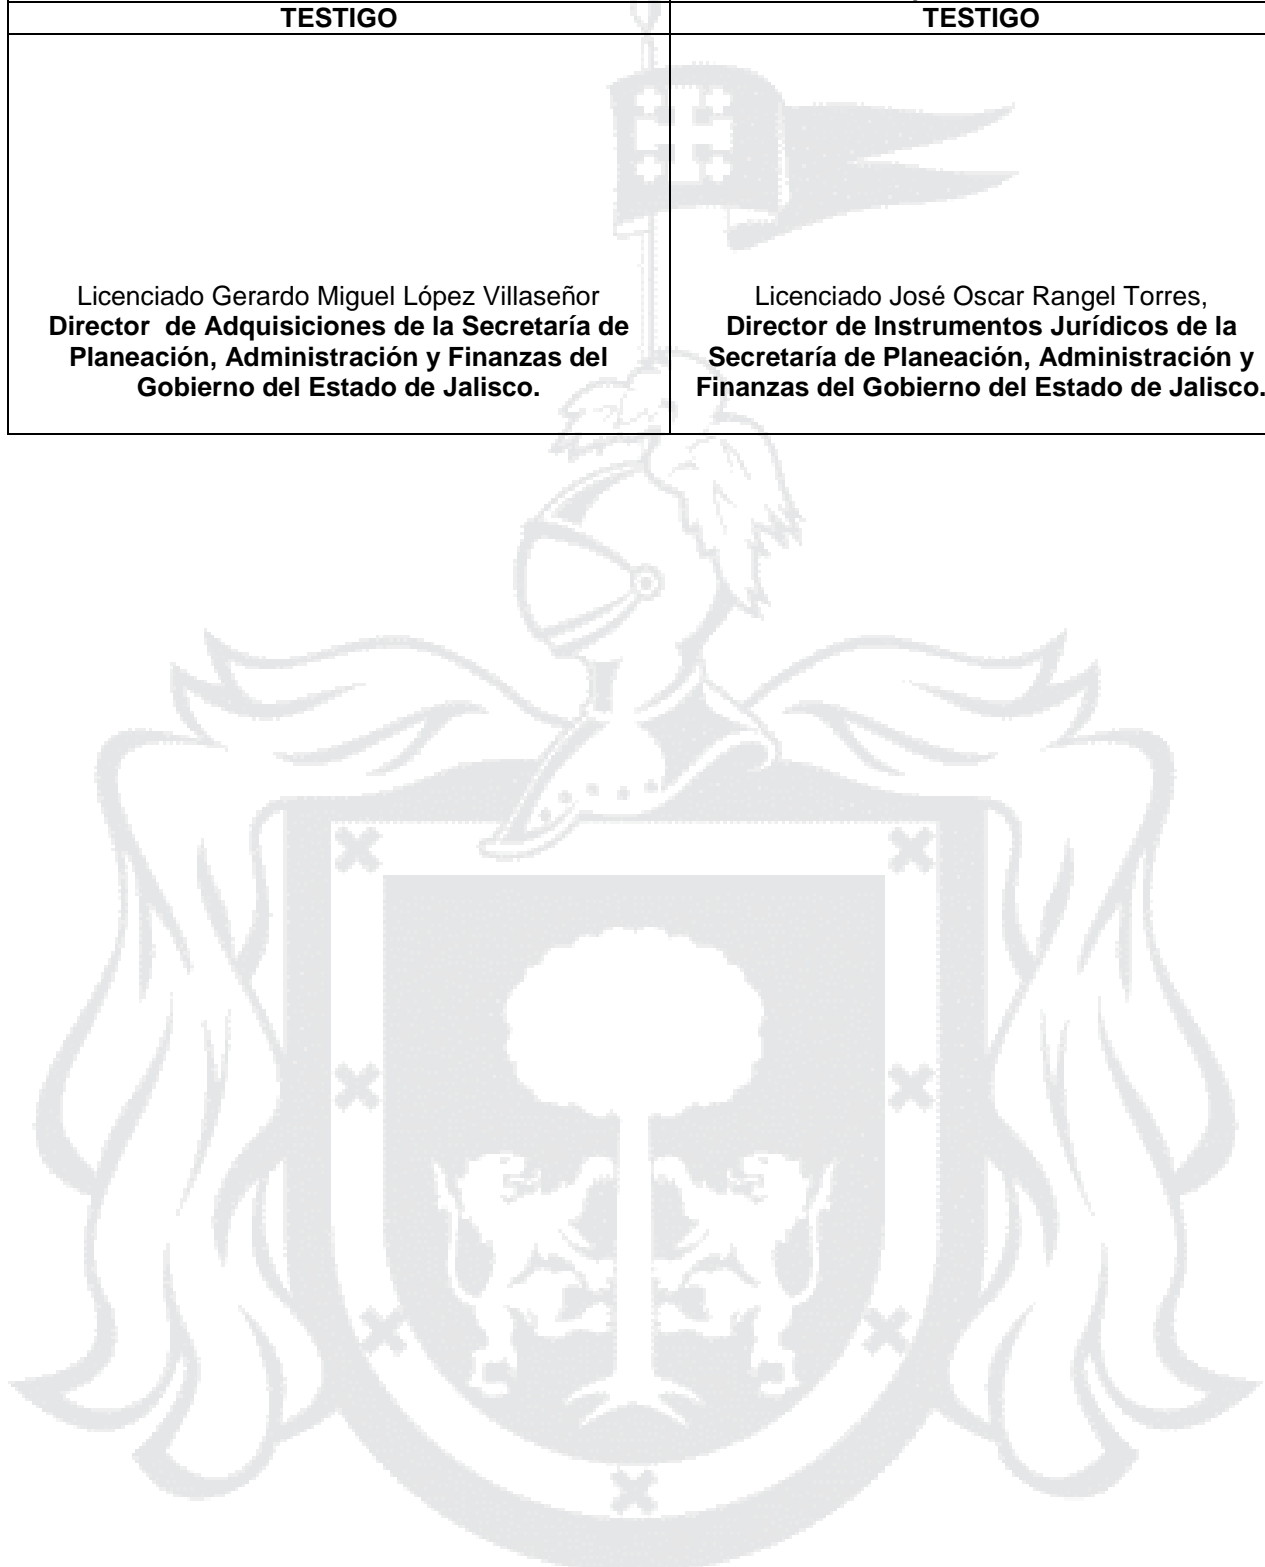 TESTIGO
TESTIGO
Licenciado Gerardo Miguel López Villaseñor
Director  de Adquisiciones de la Secretaría de
Planeación, Administración y Finanzas del
Gobierno del Estado de Jalisco.
Licenciado José Oscar Rangel Torres,
Director de Instrumentos Jurídicos de la
Secretaría de Planeación, Administración y
Finanzas del Gobierno del Estado de Jalisco.